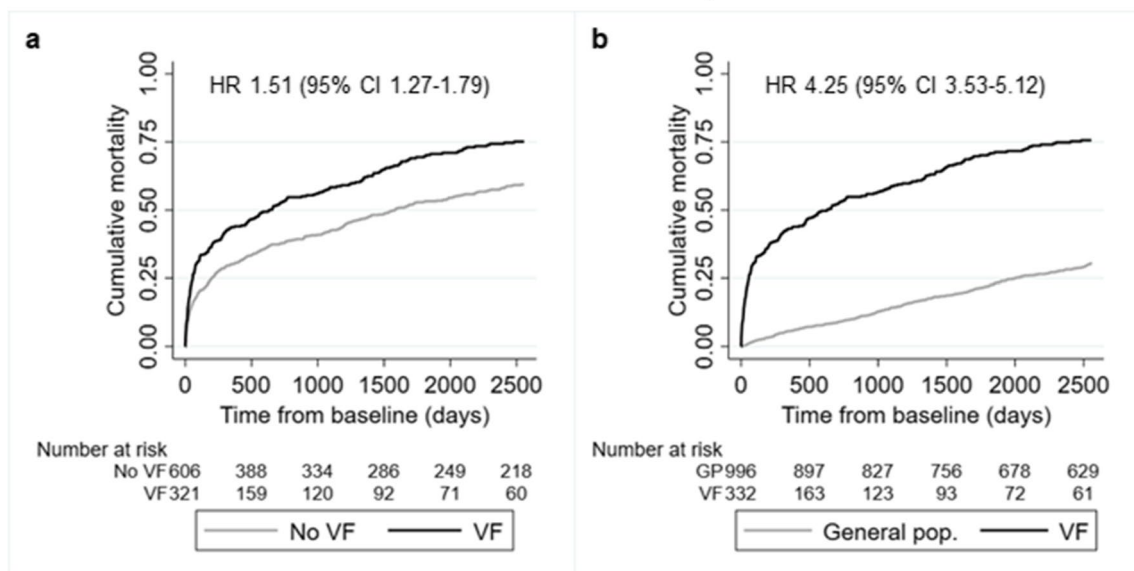 a
HR 1.51 (95% CI 1.27-1.79)
Cumulative mortality
1.00
0.75
0.50
0.25
0.00
0 500 1000 1500 2000 2500
Time from baseline (days)
Number at risk
No VF 606 388 334 286 249 218
VF 321 159 120 92 71 60
No VF VF
b
HR 4.25 (95% CI 3.53-5.12)
Cumulative mortality
1.00
0.75
0.50
0.25
0.00
0 500 1000 1500 2000 2500
Time from baseline (days)
Number at risk
GP 996 897 827 756 678 629
VF 332 163 123 93 72 61
General pop. VF